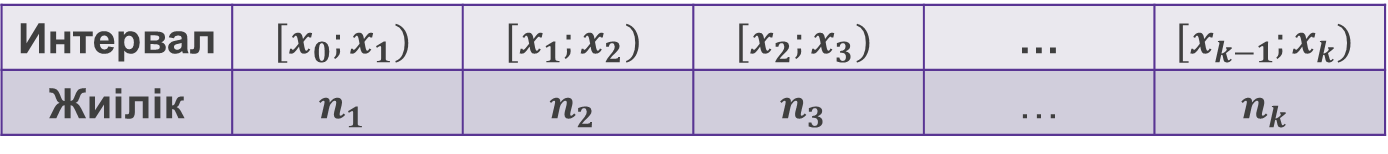 Интервал [x₀; x₁) [x₁; x₂) [x₂; x₃) … [xₖ₋₁; xₖ)
Жиілік n₁ n₂ n₃ … nₖ